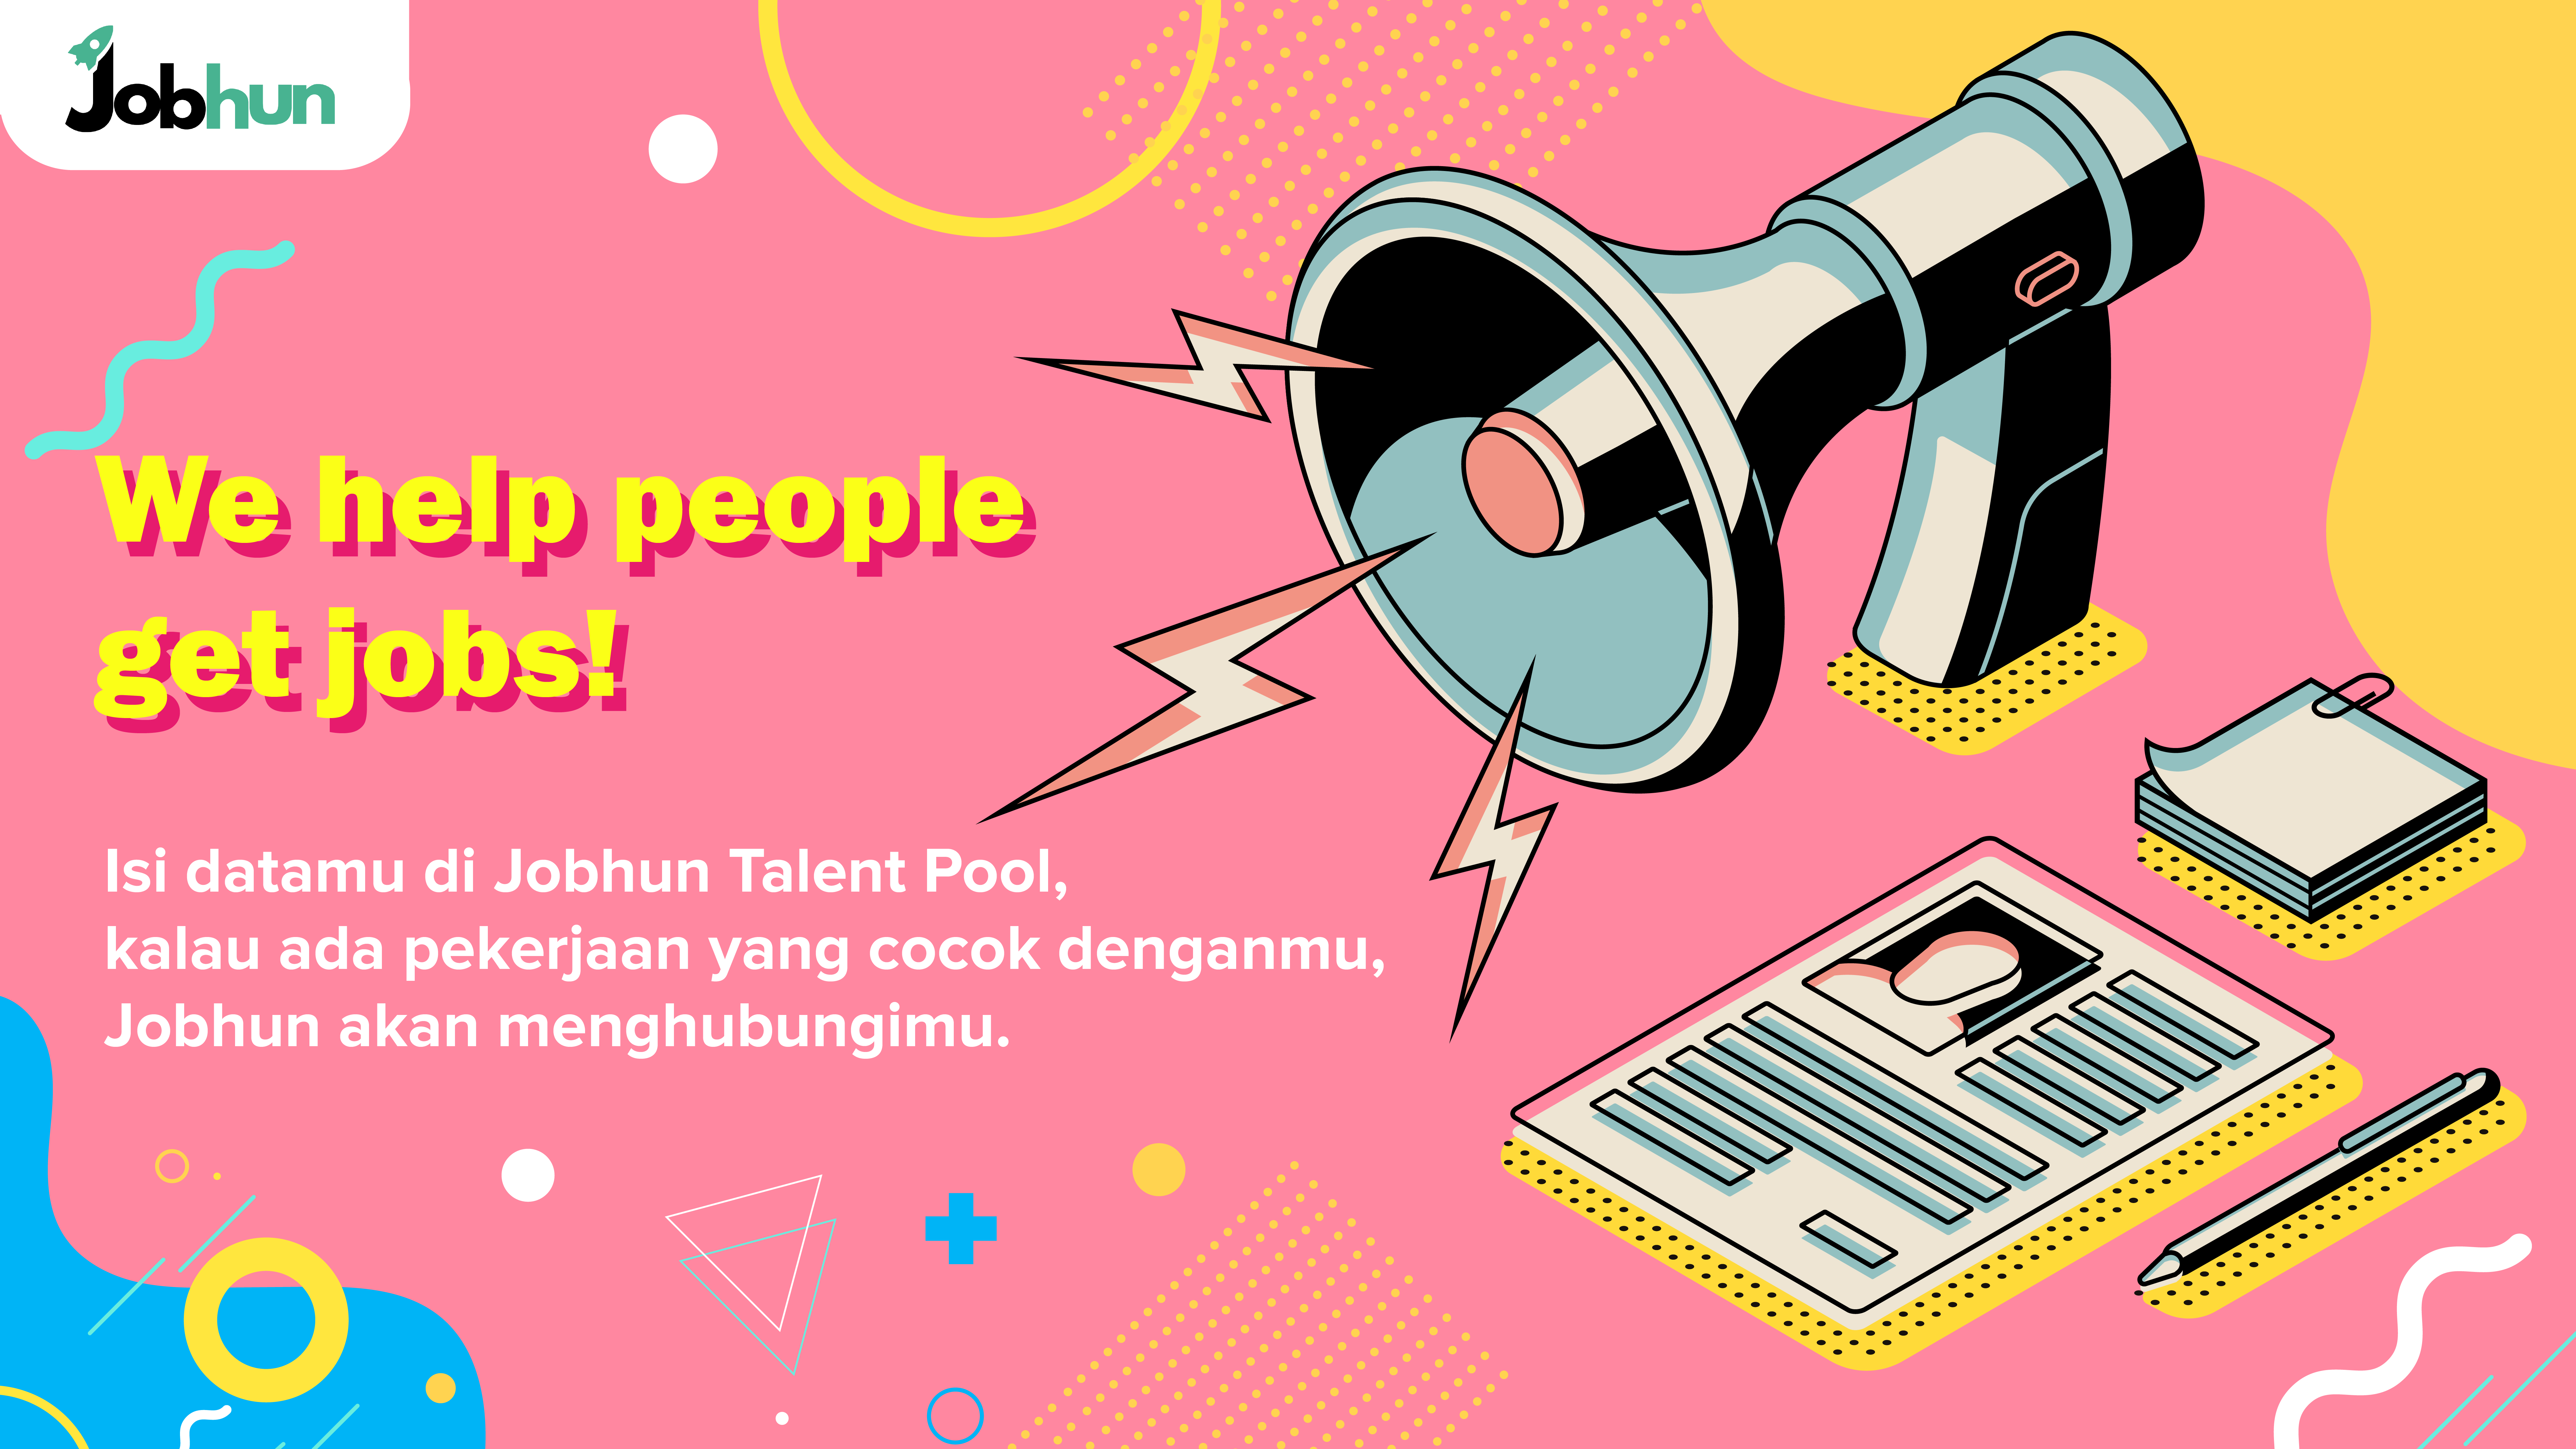 Jobhun
We help people
get jobs!
Isi datamu di Jobhun Talent Pool,
kalau ada pekerjaan yang cocok denganmu,
Jobhun akan menghubungimu.